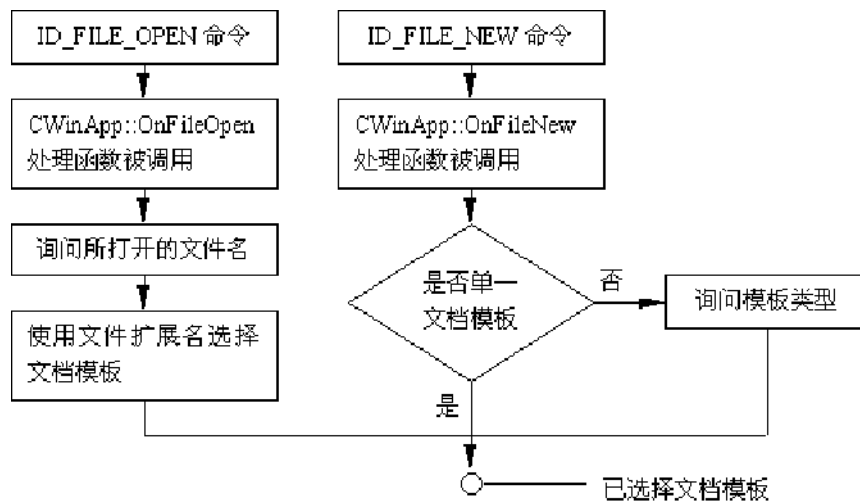 ID_FILE_OPEN 命令
ID_FILE_NEW 命令
CWinApp::OnFileOpen
处理函数被调用
CWinApp::OnFileNew
处理函数被调用
询问所打开的文件名
是否单一
文档模板
否
询问模板类型
使用文件扩展名选择
文档模板
是
已选择文档模板